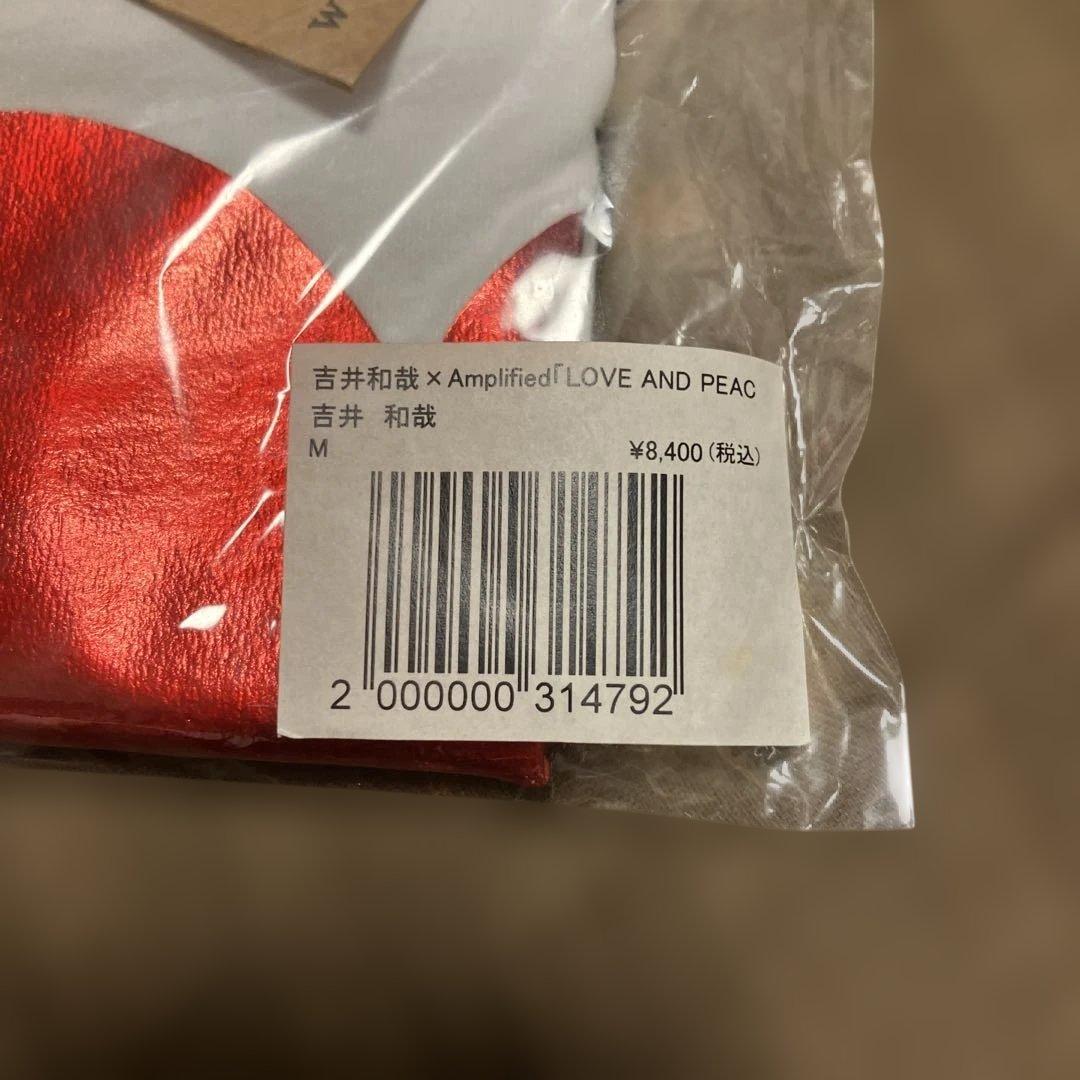 W
吉井和哉×Amplified「LOVE AND PEAC
吉井 和哉
M ¥8,400(税込)
2 000000 314792